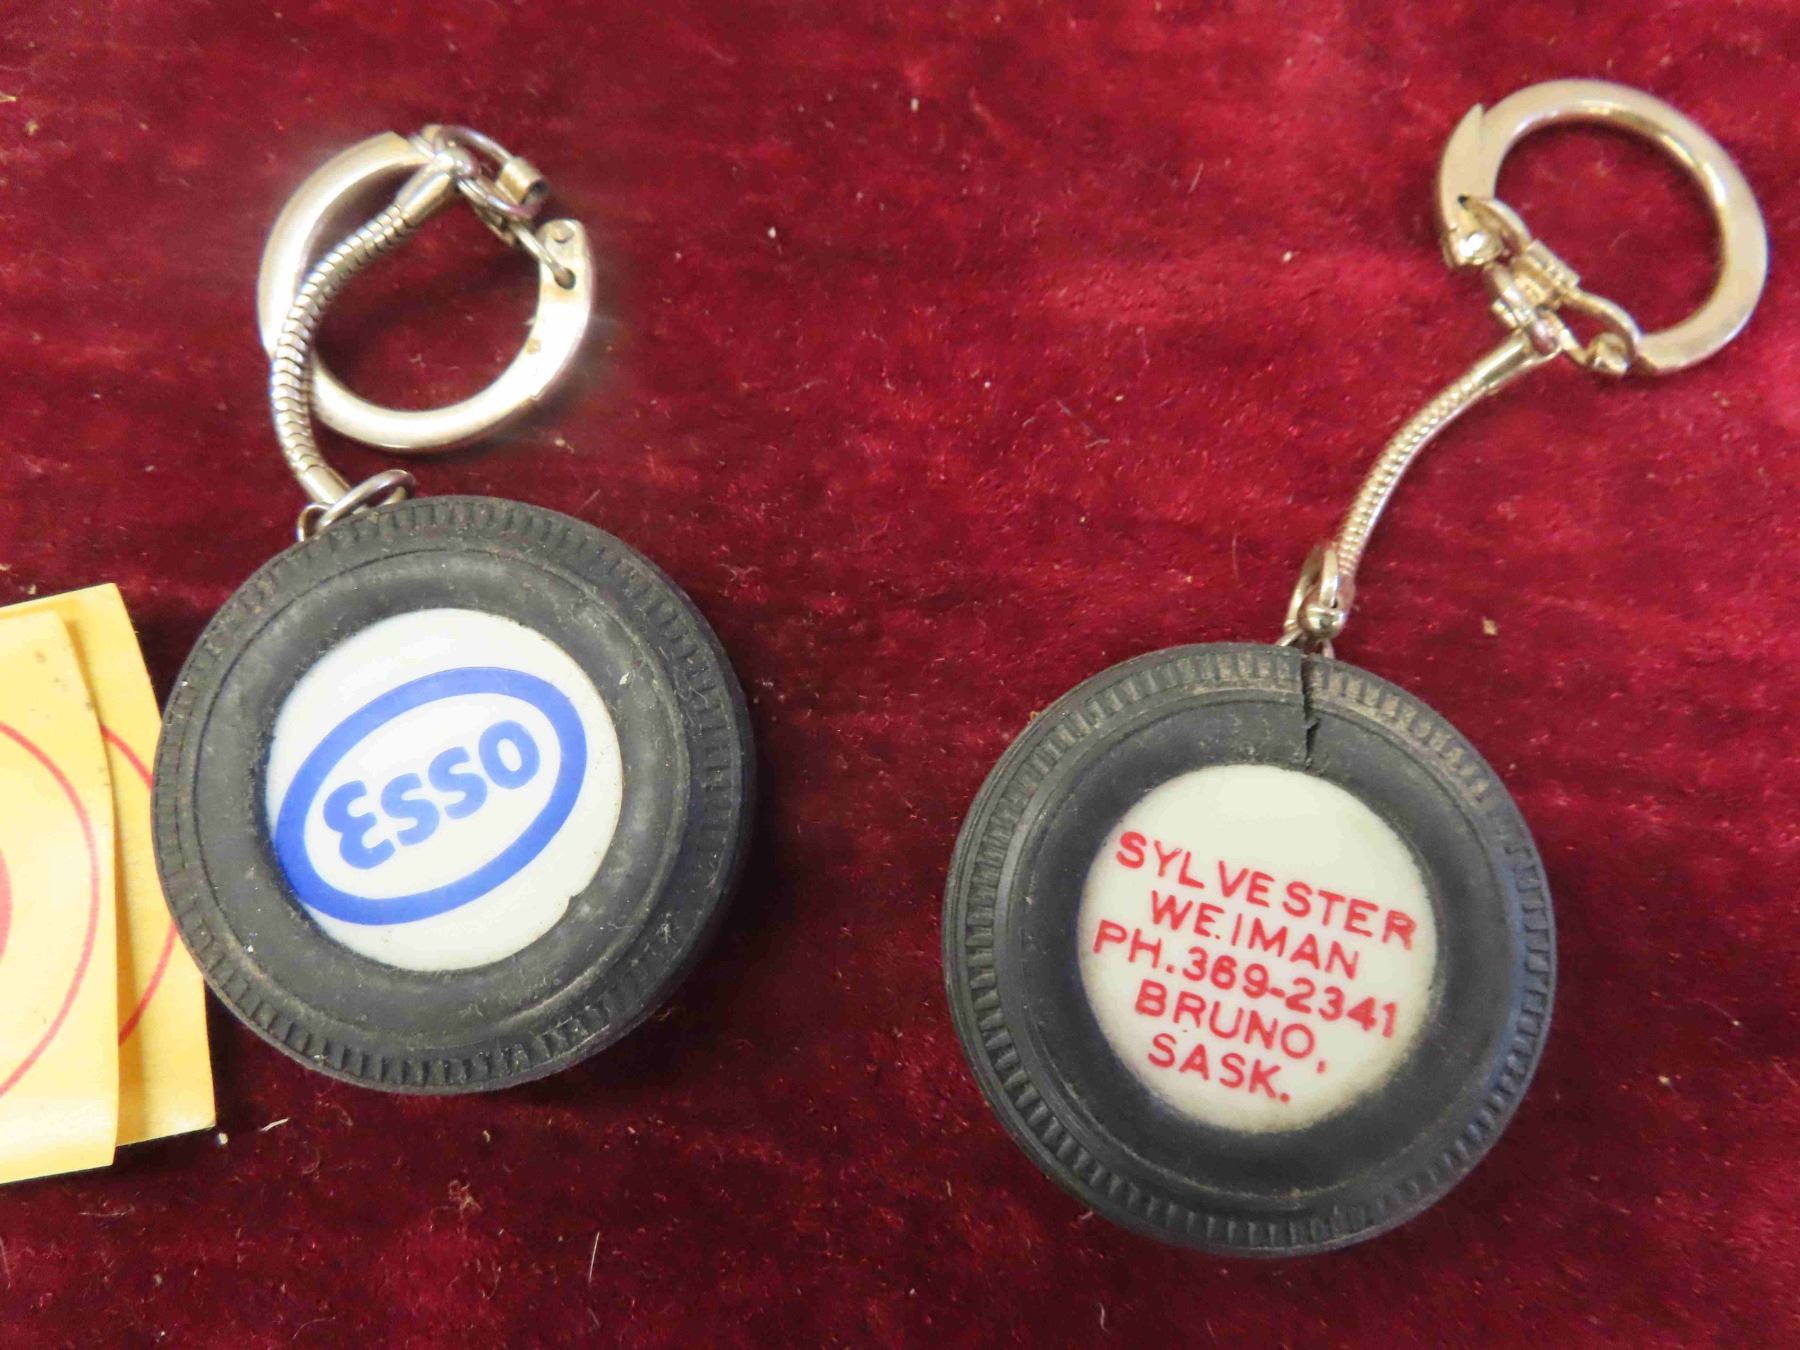 Esso
SYLVESTER
WEIMAN
PH. 369-2341
BRUNO,
SASK.